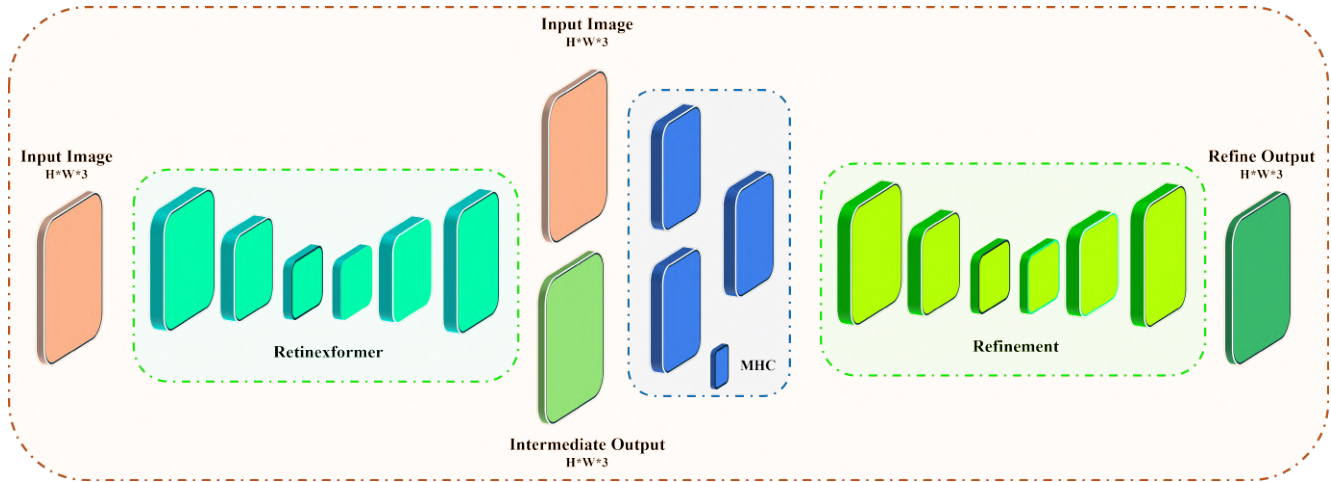 Input Image
H*W*3
Retinexformer
Input Image
H*W*3
Intermediate Output
H*W*3
MHC
Refinement
Refine Output
H*W*3